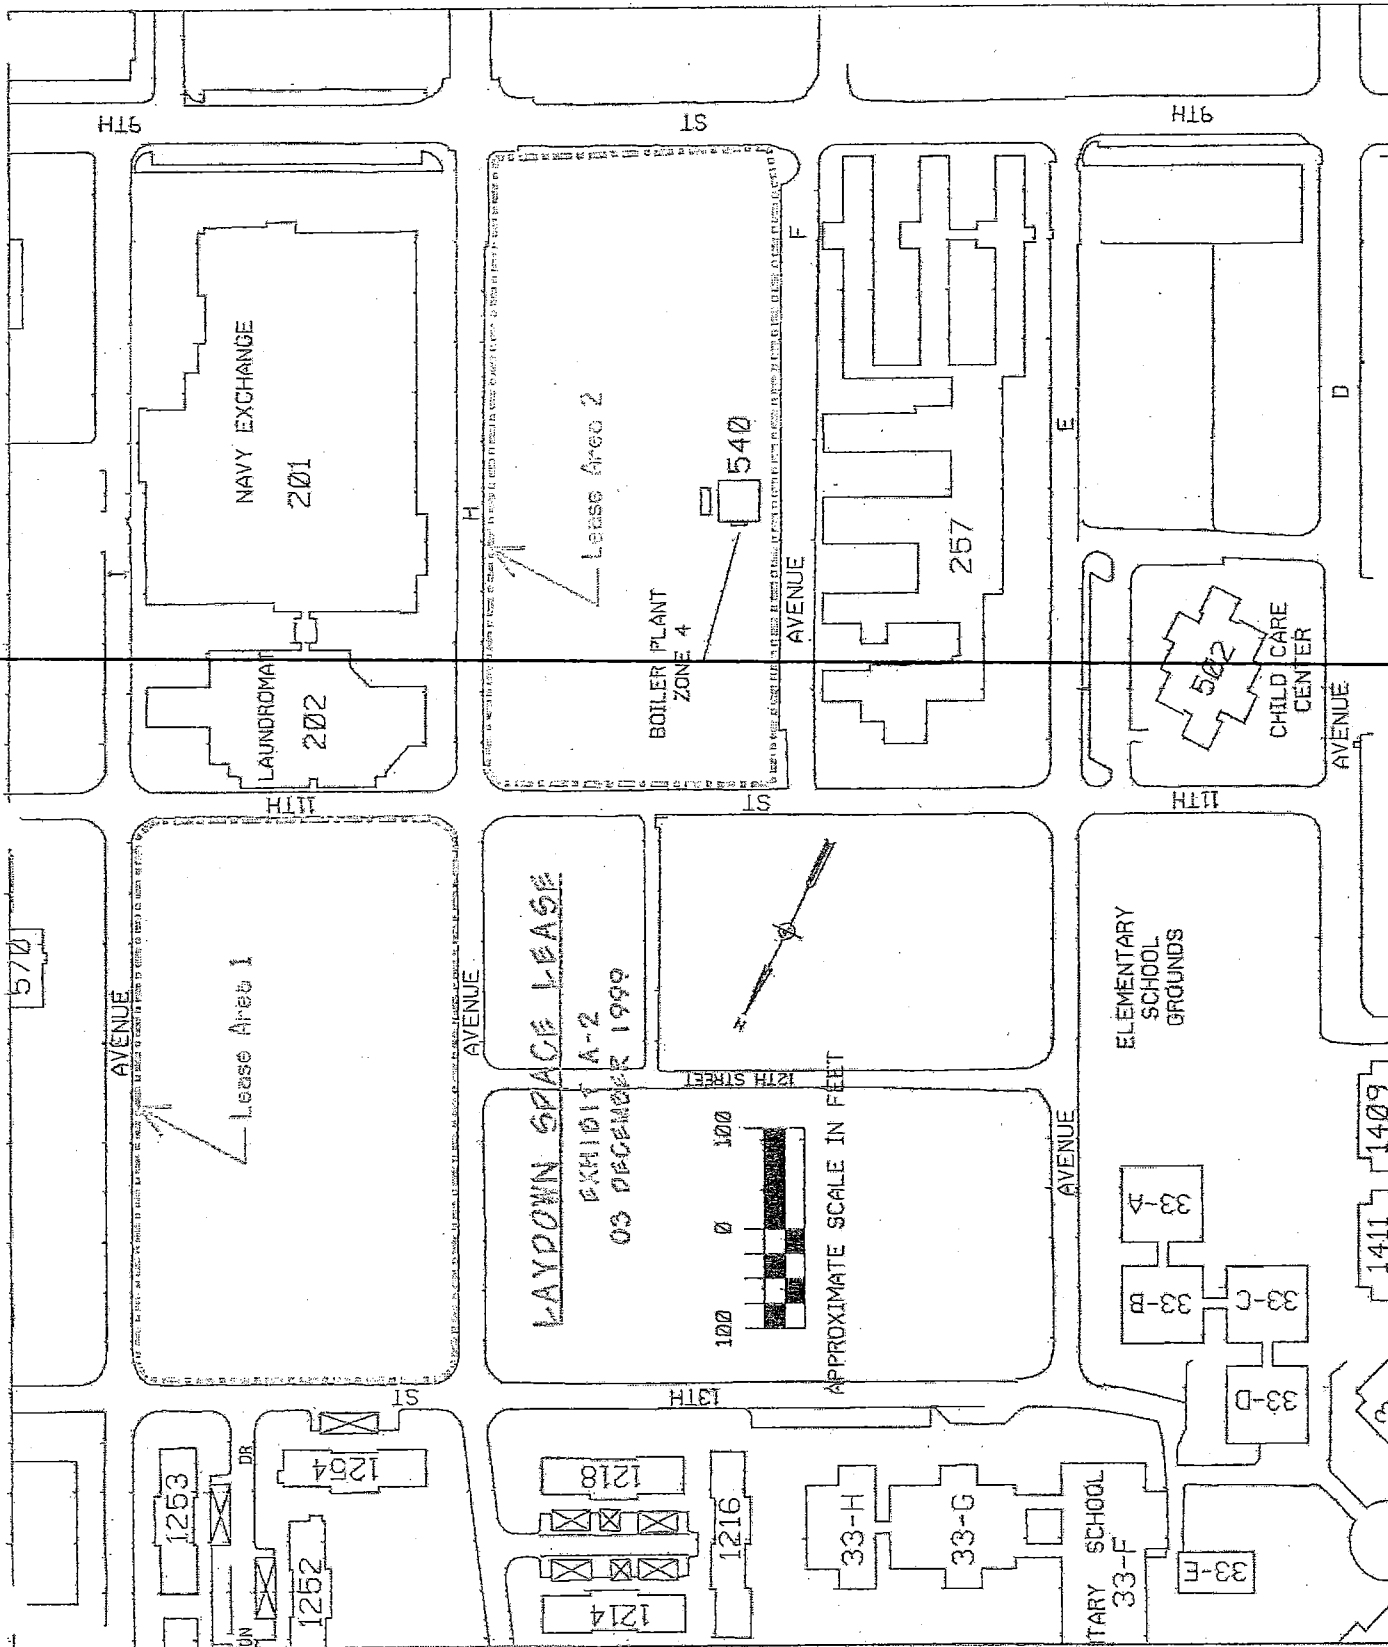 9TH
ST
9TH
NAVY EXCHANGE
201
I
H
F
E
D
Lease Area 2
540
BOILER PLANT
ZONE 4
AVENUE
257
LAUNDROMAT
202
502
CHILD CARE
CENTER
AVENUE
11TH
ST
11TH
570
AVENUE
Lease Area 1
AVENUE
LAYDOWN SPACE LEASE
EXHIBIT A-2
03 DECEMBER 1999
N
12TH STREET
100 0 100
APPROXIMATE SCALE IN FEET
AVENUE
ELEMENTARY
SCHOOL
GROUNDS
33-A
33-B
33-C
33-D
1409
1411
ST
13TH
1253
DR
1254
1252
UN
1218
1216
1214
33-H
33-G
ITARY SCHOOL
33-F
33-E